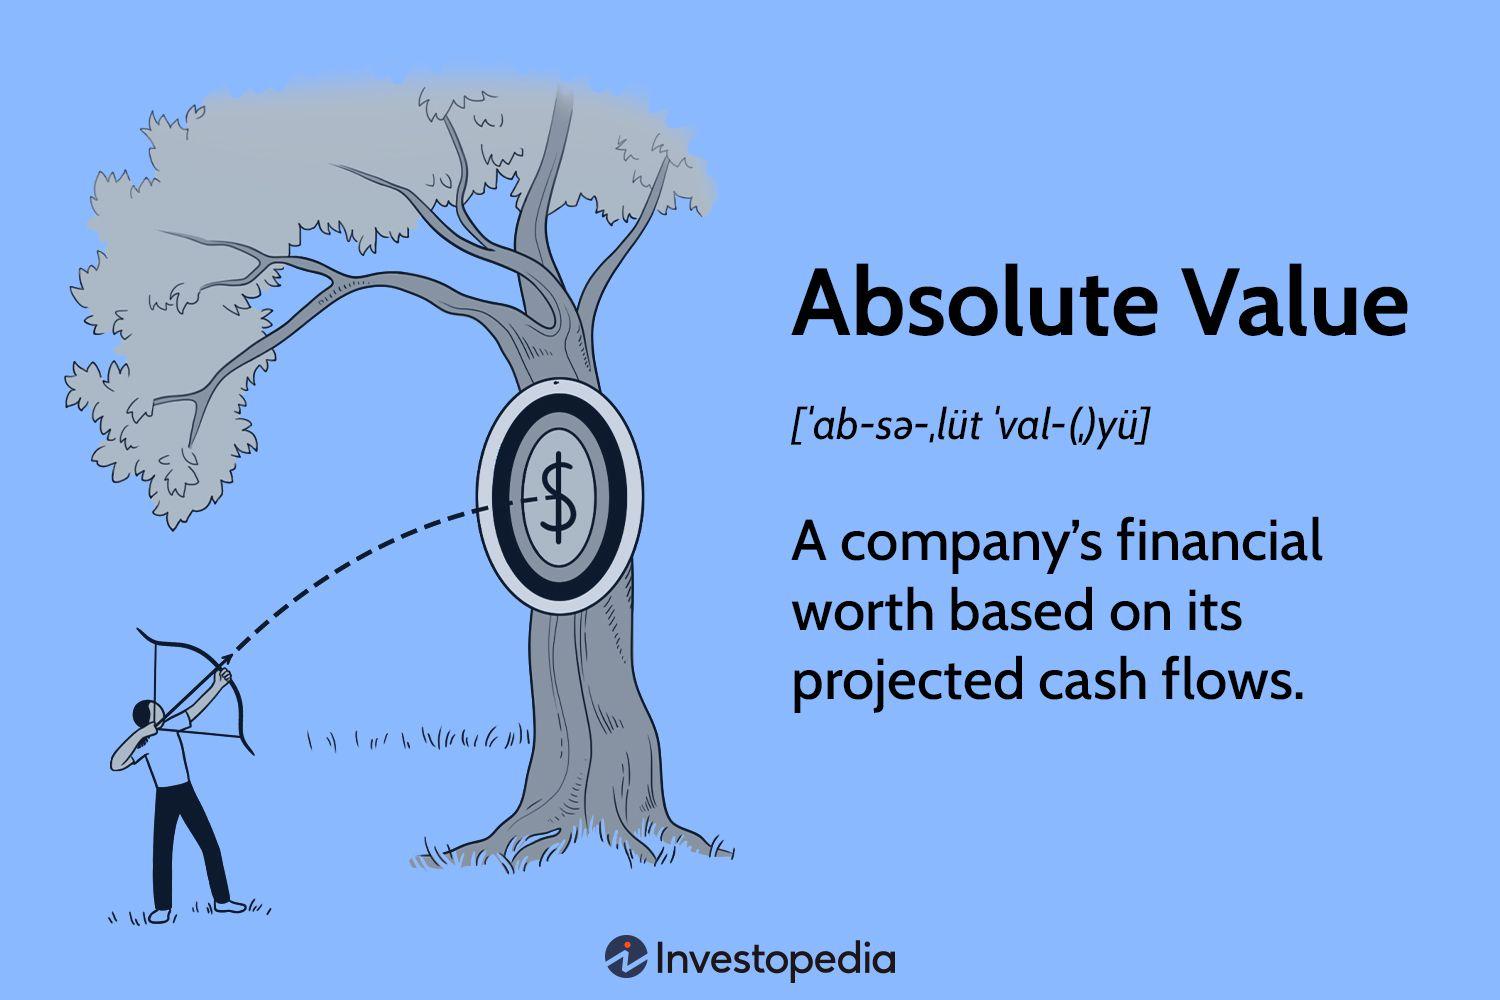 Absolute Value
[ˈab-sə-ˌlüt ˈval-(ˌ)yü]
A company’s financial
worth based on its
projected cash flows.
$
Investopedia